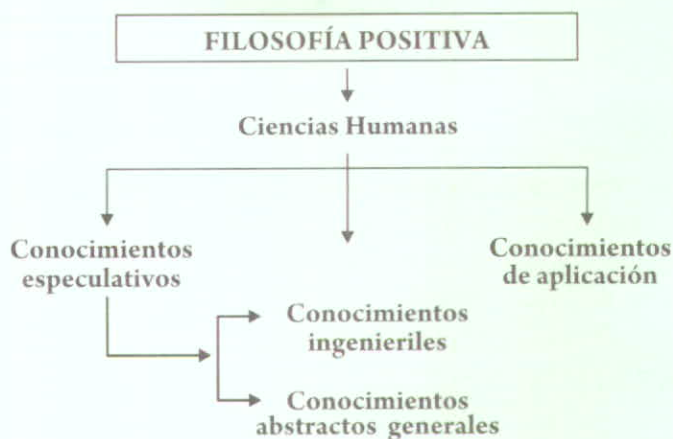 FILOSOFÍA POSITIVA
Ciencias Humanas
Conocimientos
especulativos
Conocimientos
de aplicación
Conocimientos
ingenieriles
Conocimientos
abstractos generales